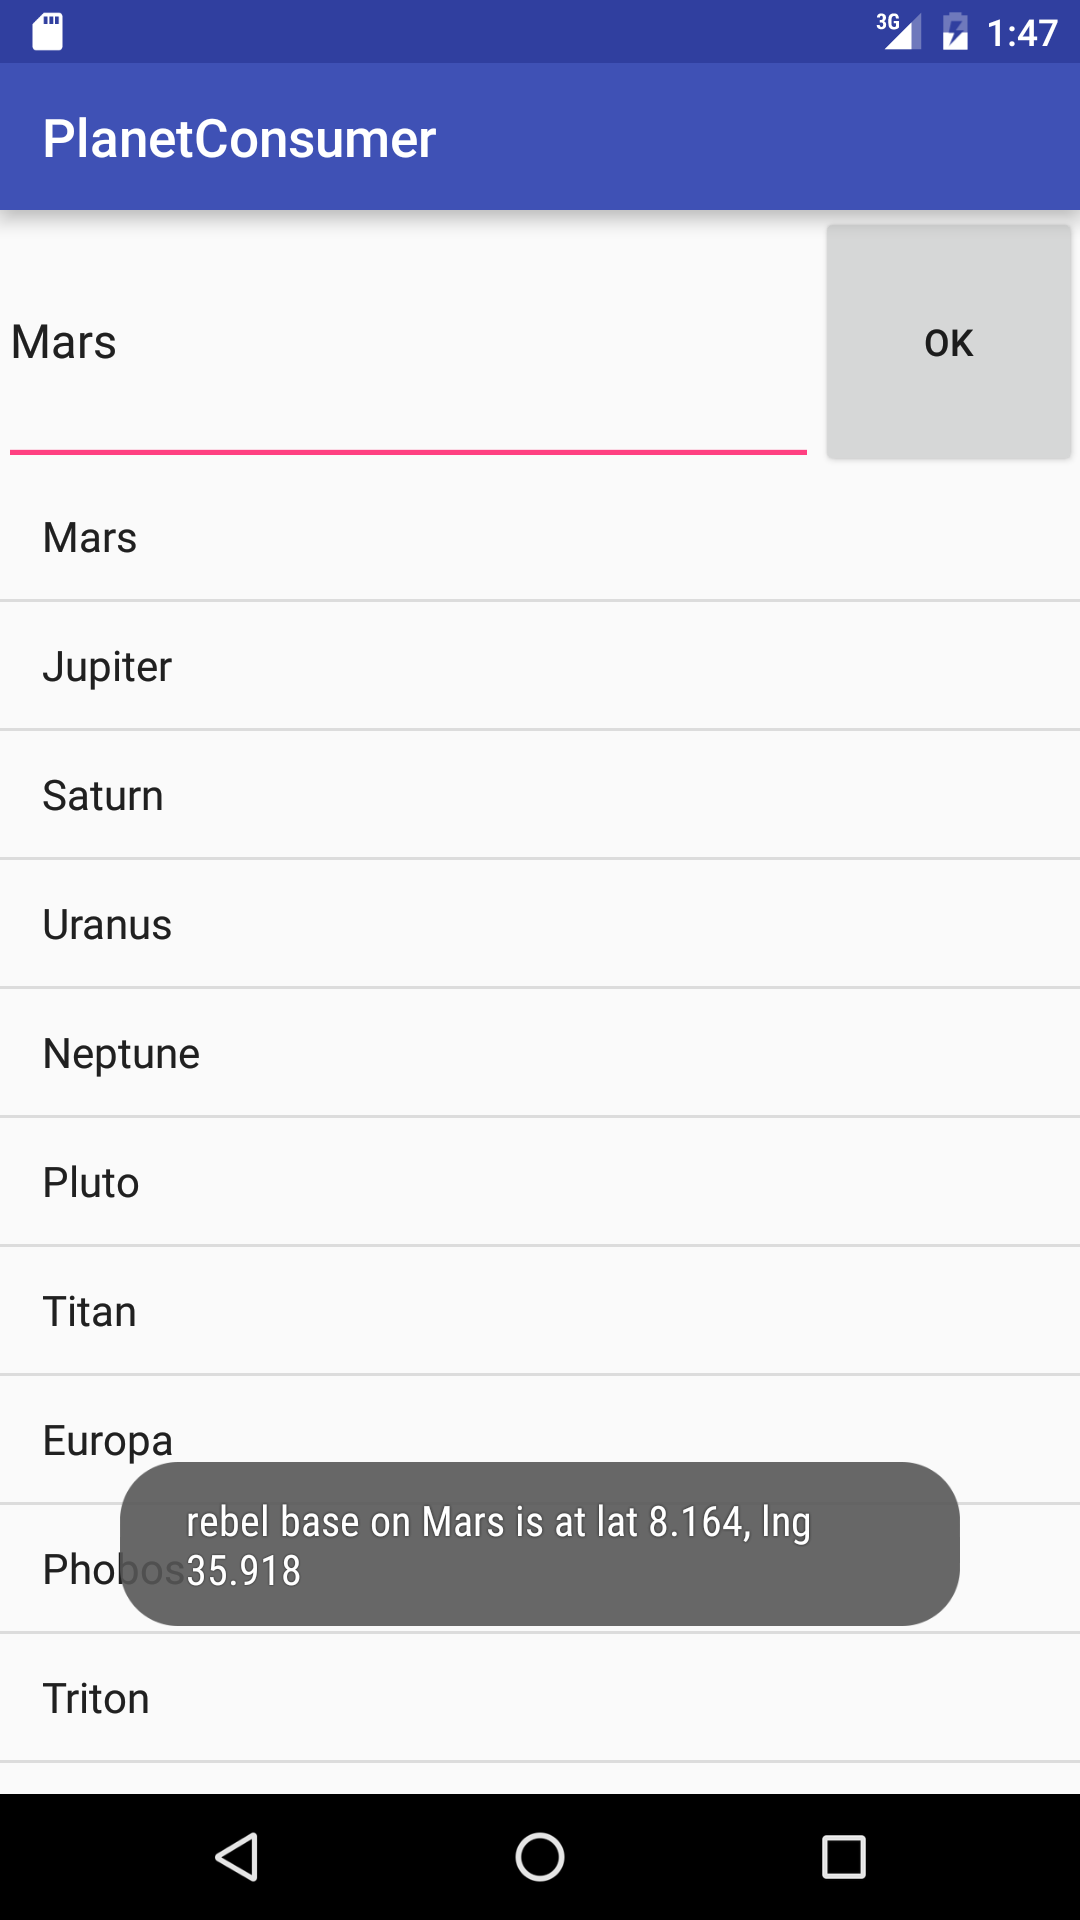 3G 1:47
PlanetConsumer
Mars
OK
Mars
Jupiter
Saturn
Uranus
Neptune
Pluto
Titan
Europa
Phobos
rebel base on Mars is at lat 8.164, lng
35.918
Triton